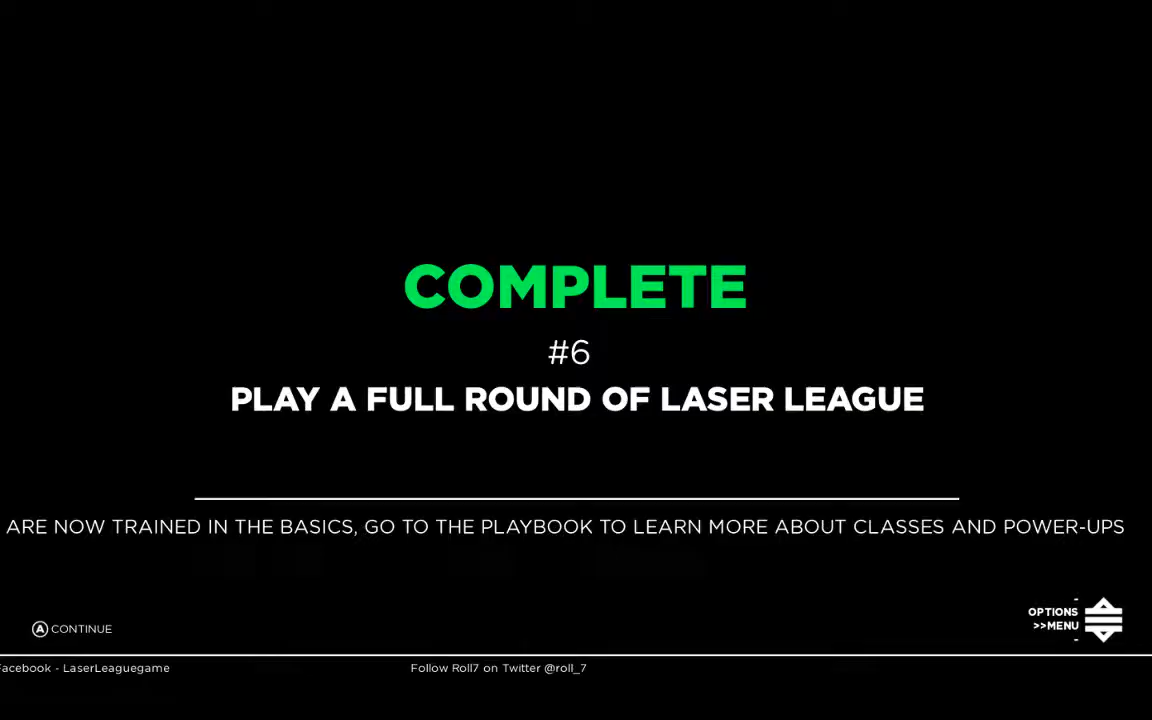 COMPLETE
#6
PLAY A FULL ROUND OF LASER LEAGUE
ARE NOW TRAINED IN THE BASICS, GO TO THE PLAYBOOK TO LEARN MORE ABOUT CLASSES AND POWER-UPS
A CONTINUE
OPTIONS
>>MENU
Facebook - LaserLeaguegame
Follow Roll7 on Twitter @roll_7